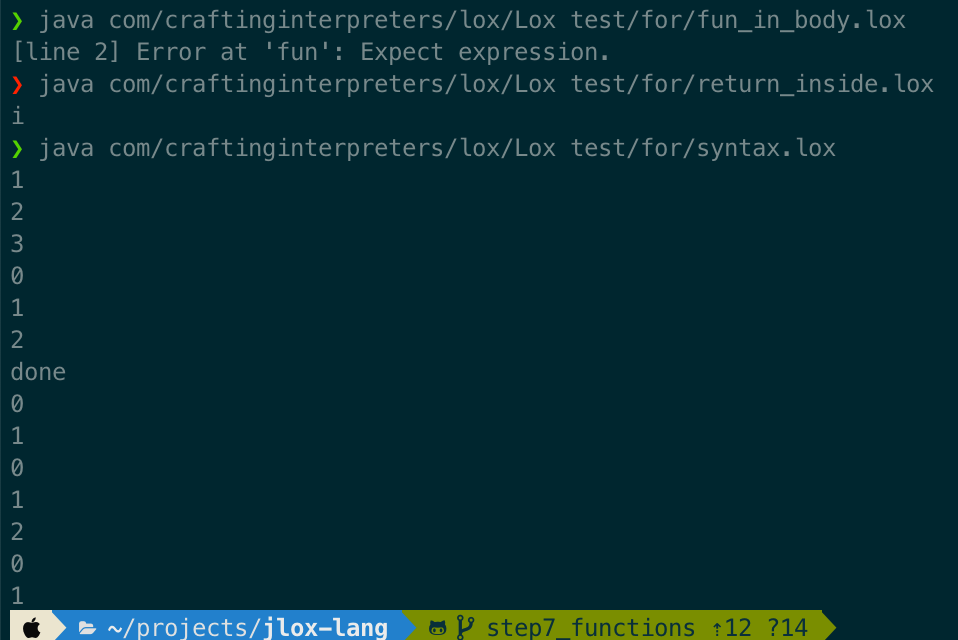 ❯ java com/craftinginterpreters/lox/Lox test/for/fun_in_body.lox
[line 2] Error at 'fun': Expect expression.
❯ java com/craftinginterpreters/lox/Lox test/for/return_inside.lox
i
❯ java com/craftinginterpreters/lox/Lox test/for/syntax.lox
1
2
3
0
1
2
done
0
1
0
1
2
0
1
~/projects/jlox-lang step7_functions ⇡12 ?14